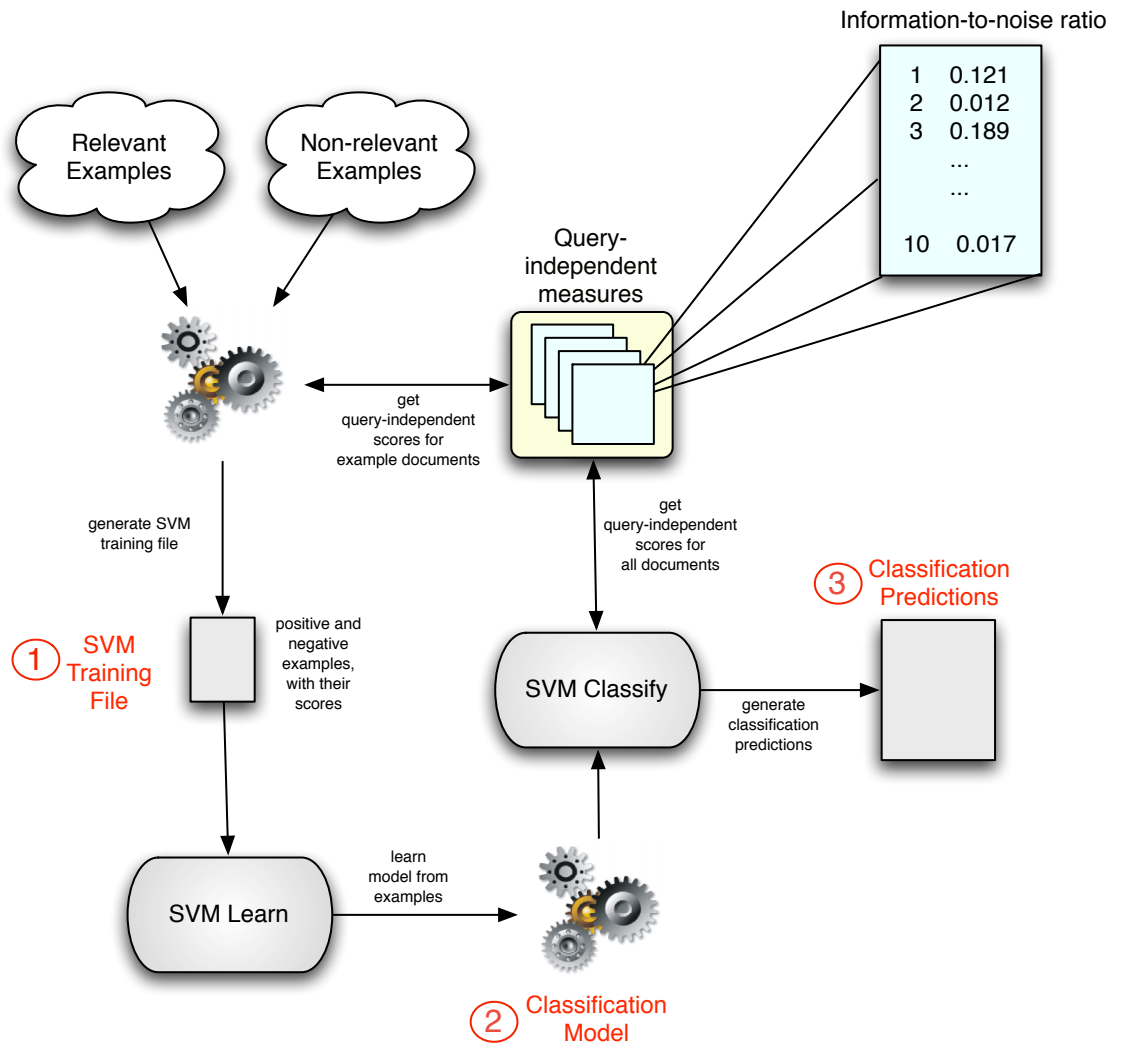 Information-to-noise ratio
1 0.121
2 0.012
3 0.189
...
...
10 0.017
Relevant
Examples
Non-relevant
Examples
Query-
independent
measures
get
query-independent
scores for
example documents
generate SVM
training file
get
query-independent
scores for
all documents
1
SVM
Training
File
positive and
negative
examples,
with their
scores
SVM Classify
generate
classification
predictions
3
Classification
Predictions
SVM Learn
learn
model from
examples
2
Classification
Model